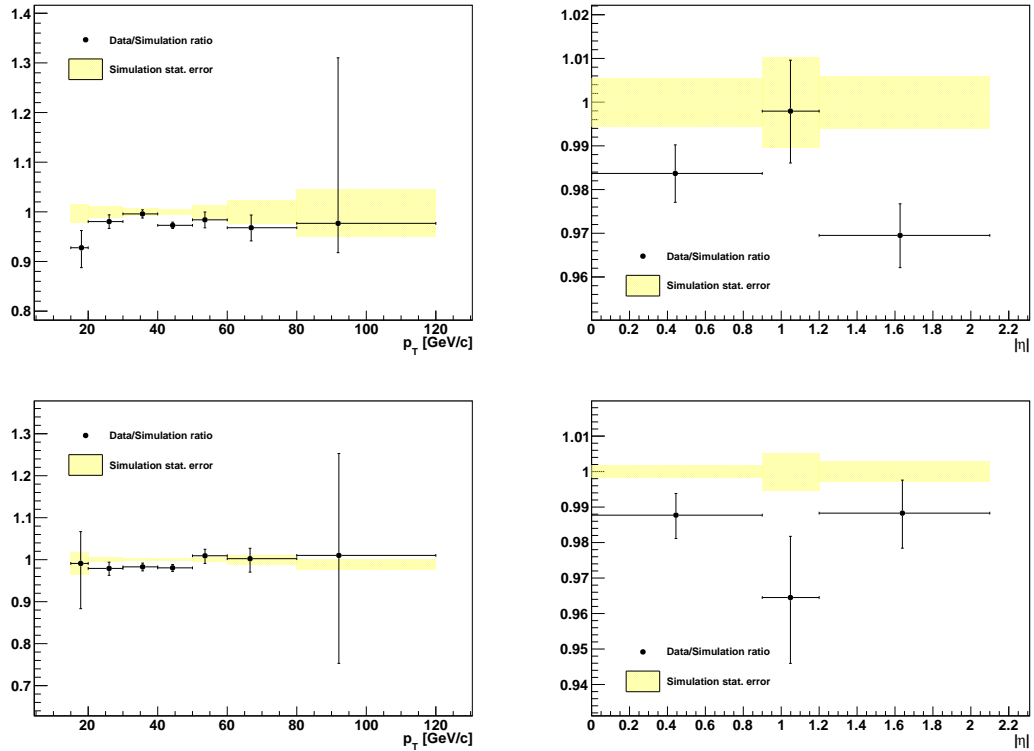 1.4
Data/Simulation ratio
Simulation stat. error
1.3
1.2
1.1
1
0.9
0.8
20 40 60 80 100 120
p_T [GeV/c]
1.02
1.01
1
0.99
0.98
0.97
0.96
Data/Simulation ratio
Simulation stat. error
0 0.2 0.4 0.6 0.8 1 1.2 1.4 1.6 1.8 2 2.2
|η|
1.3
Data/Simulation ratio
Simulation stat. error
1.2
1.1
1
0.9
0.8
0.7
20 40 60 80 100 120
p_T [GeV/c]
1.01
1
0.99
0.98
0.97
0.96
0.95
0.94
Data/Simulation ratio
Simulation stat. error
0 0.2 0.4 0.6 0.8 1 1.2 1.4 1.6 1.8 2 2.2
|η|